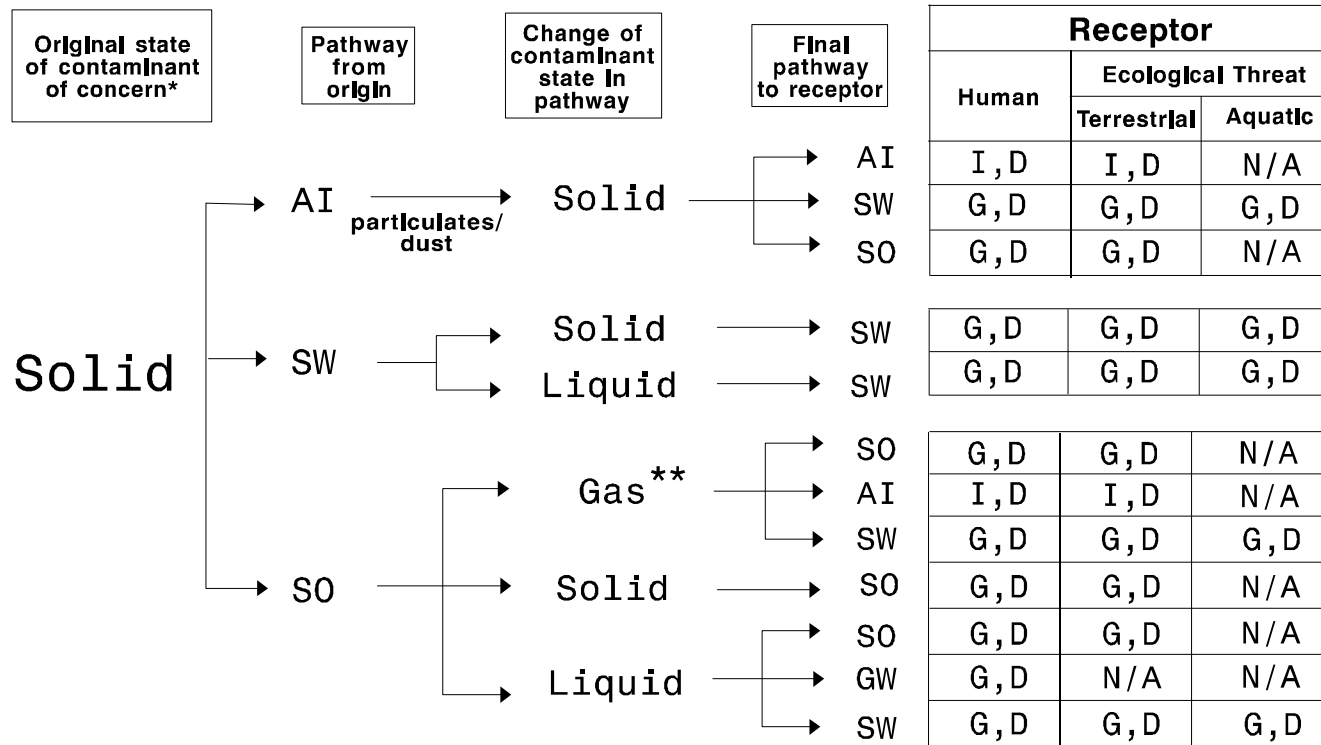 Original state
of contaminant
of concern*
Pathway
from
origin
Change of
contaminant
state in
pathway
Final
pathway
to receptor
Receptor
Human
Ecological Threat
Terrestrial Aquatic
Solid
AI
particulates/
dust
Solid
AI I,D I,D N/A
SW G,D G,D G,D
SO G,D G,D N/A
SW
Solid SW G,D G,D G,D
Liquid SW G,D G,D G,D
SO
Gas**
SO G,D G,D N/A
AI I,D I,D N/A
SW G,D G,D G,D
Solid SO G,D G,D N/A
Liquid
SO G,D G,D N/A
GW G,D N/A N/A
SW G,D G,D G,D